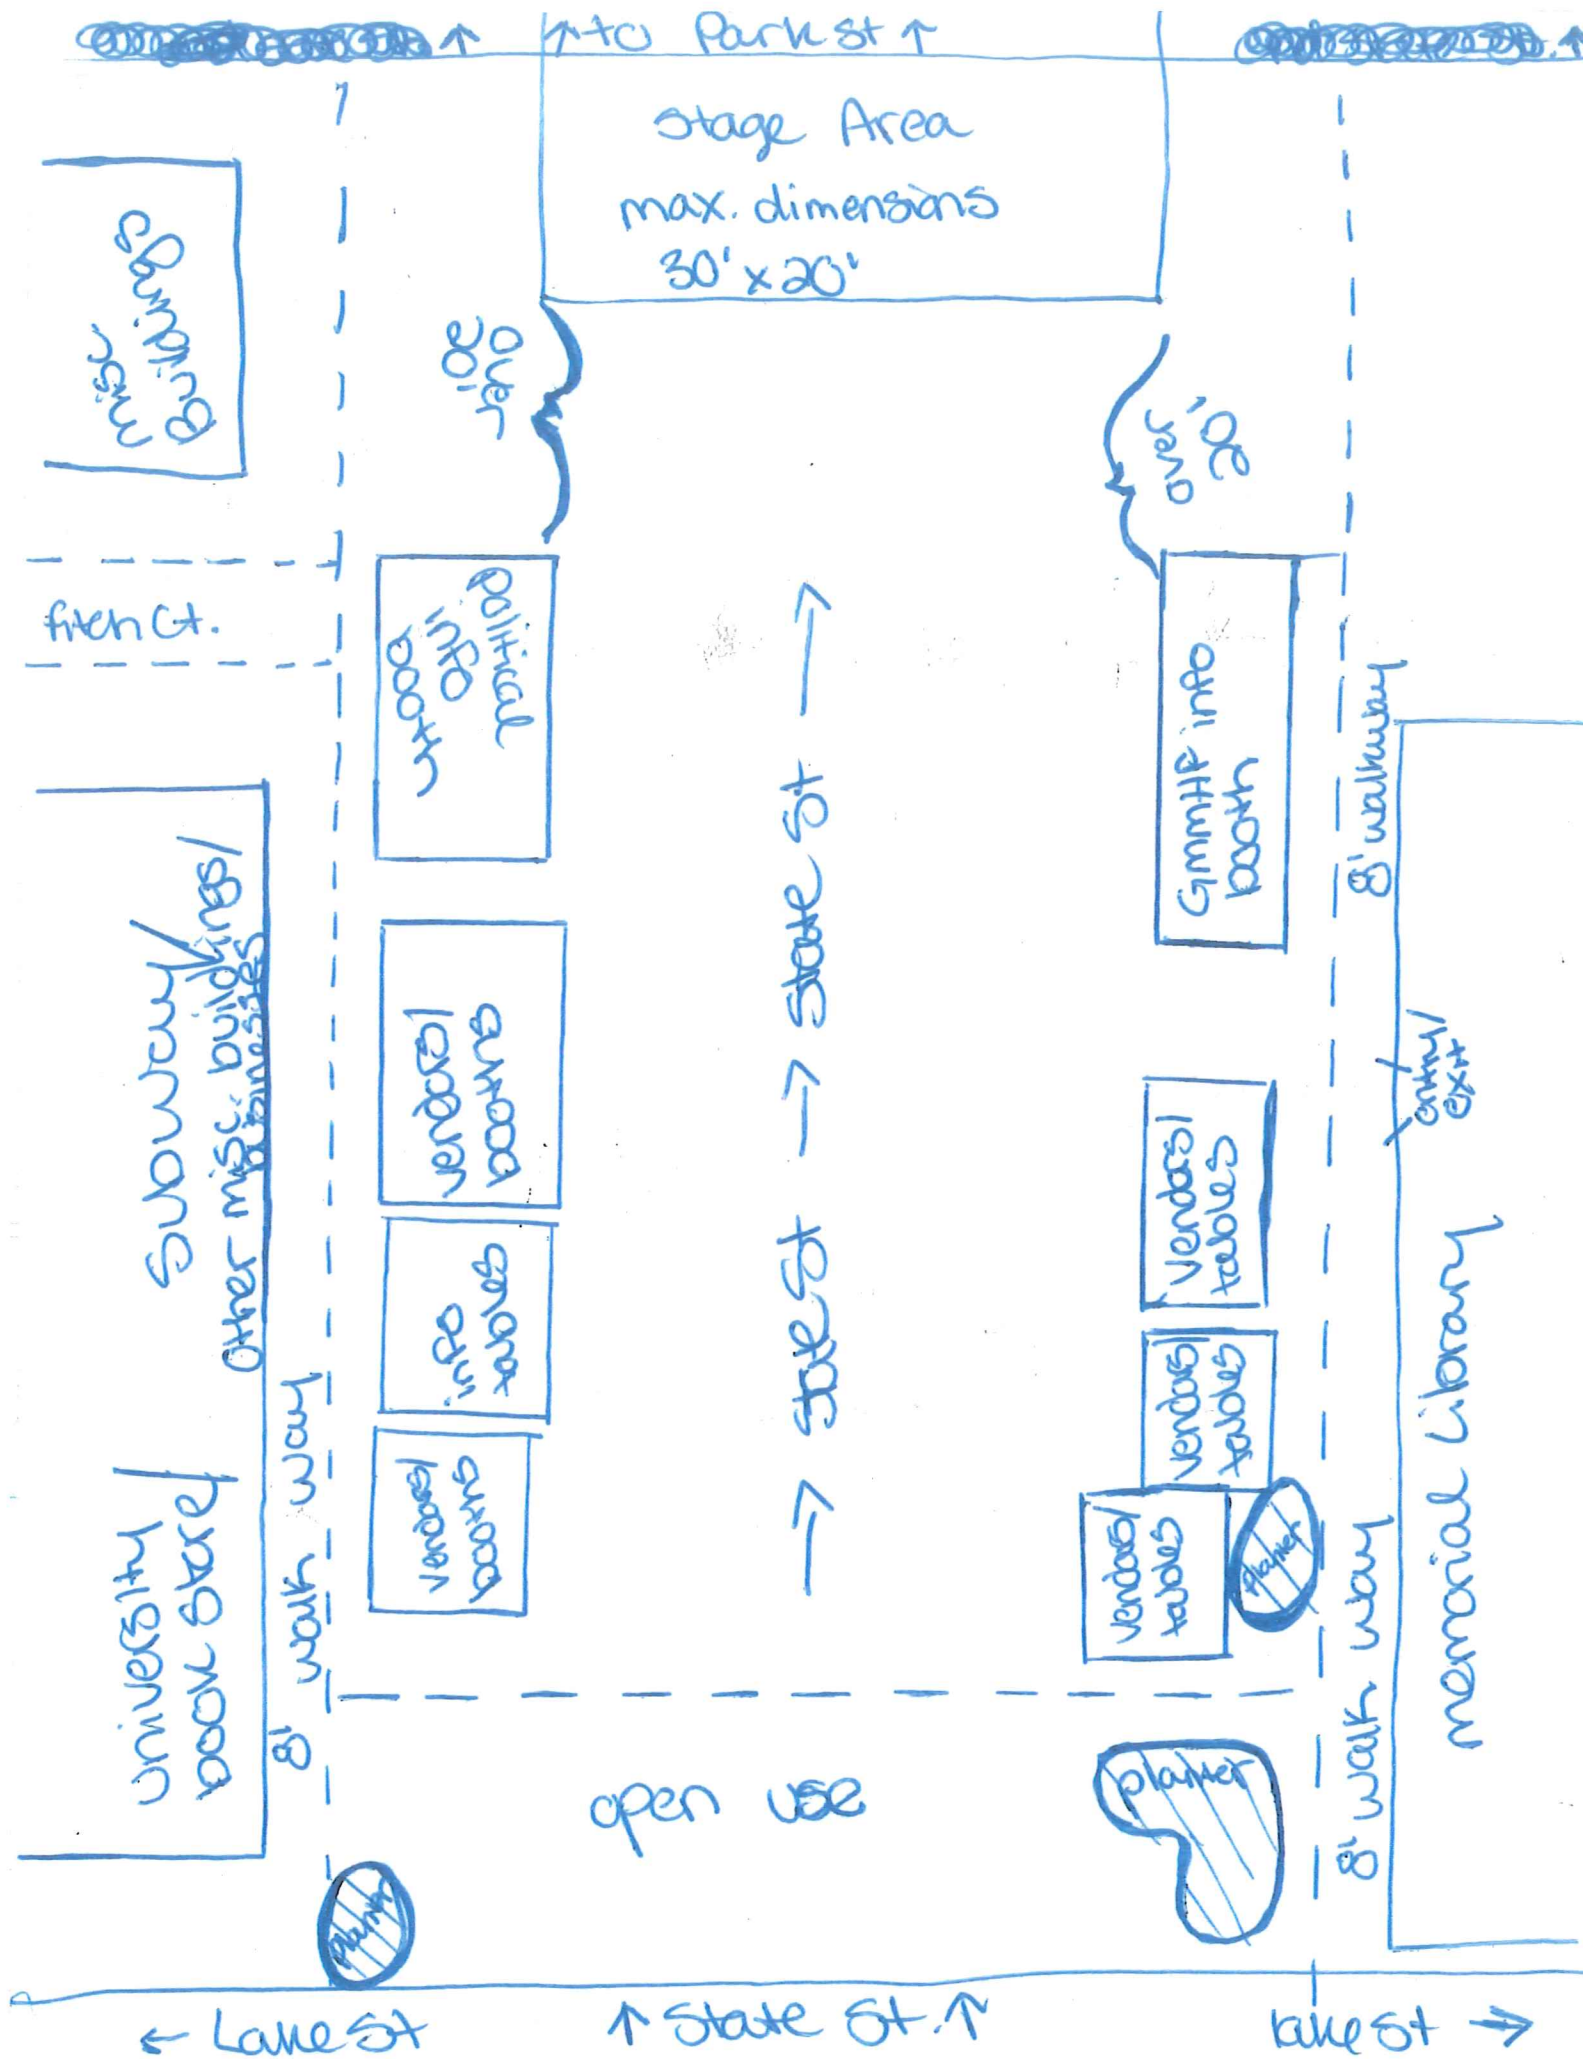 ↑ ↑ to Park St ↑ ↑
Stage Area
max. dimensions
30' x 20'
misc
Buildings
over
20'
20'
over
fitch Ct.
Political
info
booth
GMMHF info
booth
8' walkway
Subway/
other misc. buildings/
businesses
vendors/
booths
→ State St → State St →
entry/
exit
vendors/
tables
info
tables
vendors/
tables
Memorial Library
vendors/
booths
vendors/
tables
planter
University
book store/
8' walk way
8' walk way
open use
planter
planter
← Lake St ↑ State St. ↑ lake St →